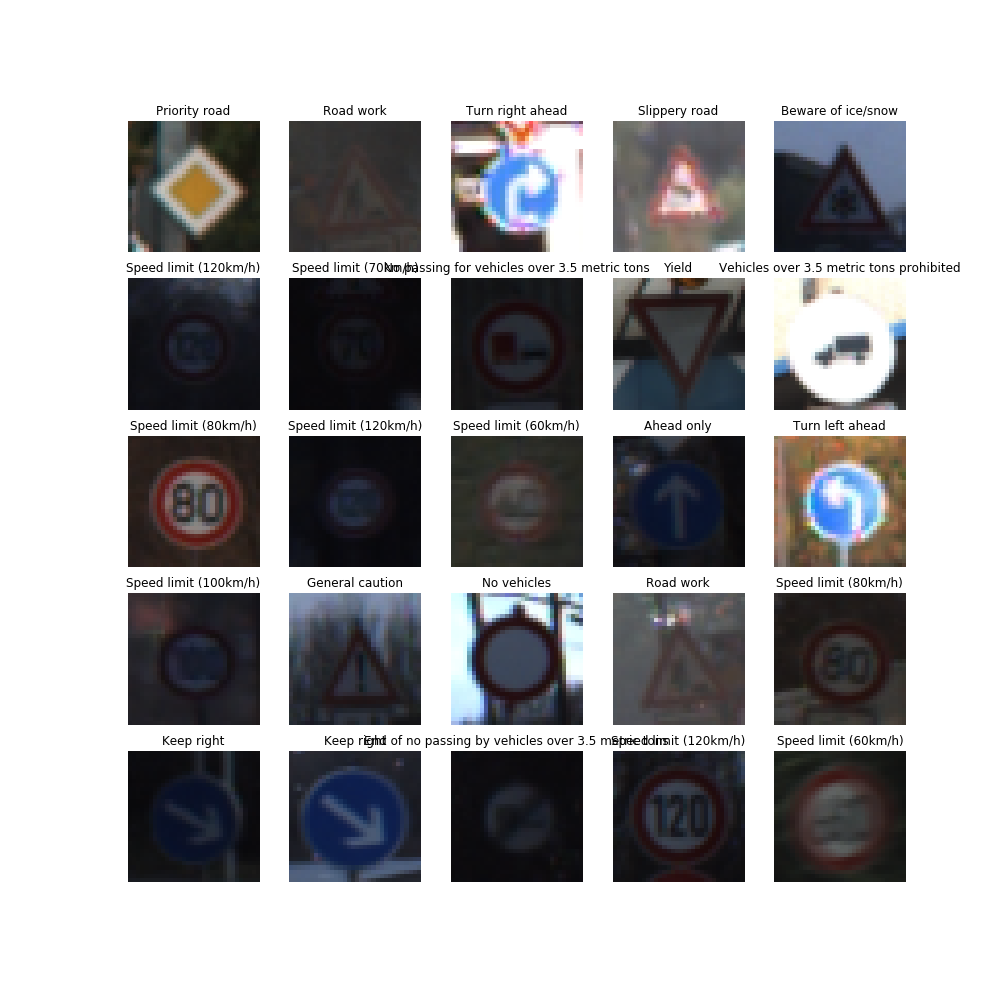 Priority road
Road work
Turn right ahead
Slippery road
Beware of ice/snow
Speed limit (120km/h)
Speed limit (70km/h)
No passing for vehicles over 3.5 metric tons
Yield
Vehicles over 3.5 metric tons prohibited
120
70
Speed limit (80km/h)
Speed limit (120km/h)
Speed limit (60km/h)
Ahead only
Turn left ahead
80
120
60
Speed limit (100km/h)
General caution
No vehicles
Road work
Speed limit (80km/h)
80
Keep right
Keep right
End of no passing by vehicles over 3.5 metric tons
Speed limit (120km/h)
Speed limit (60km/h)
120